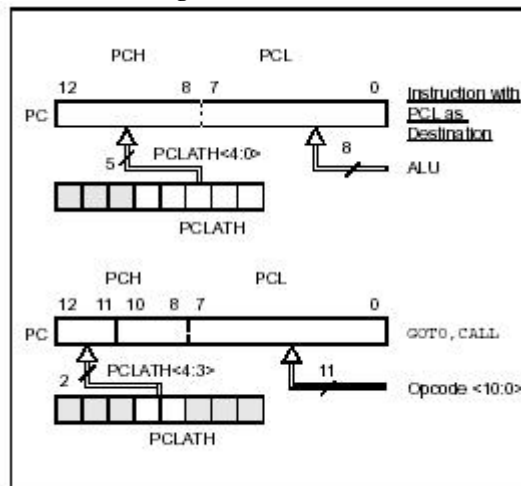 PCH PCL
12 8 7 0
Instruction with
PC
PCL as
Destination
5 PCLATH<4:0> 8
ALU
PCLATH
PCH PCL
12 11 10 8 7 0
PC GOTO, CALL
2 PCLATH<4:3> 11
Opcode <10:0>
PCLATH